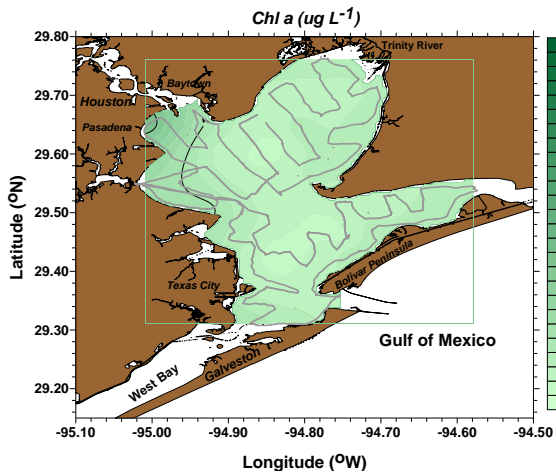 Chl a (ug L-1)
29.80
29.70
29.60
29.50
29.40
29.30
29.20
Latitude (ºN)
Trinity River
Baytown
Houston
Pasadena
Texas City
Bolivar Peninsula
Gulf of Mexico
Galveston
West Bay
-95.10
-95.00
-94.90
-94.80
-94.70
-94.60
-94.50
Longitude (ºW)